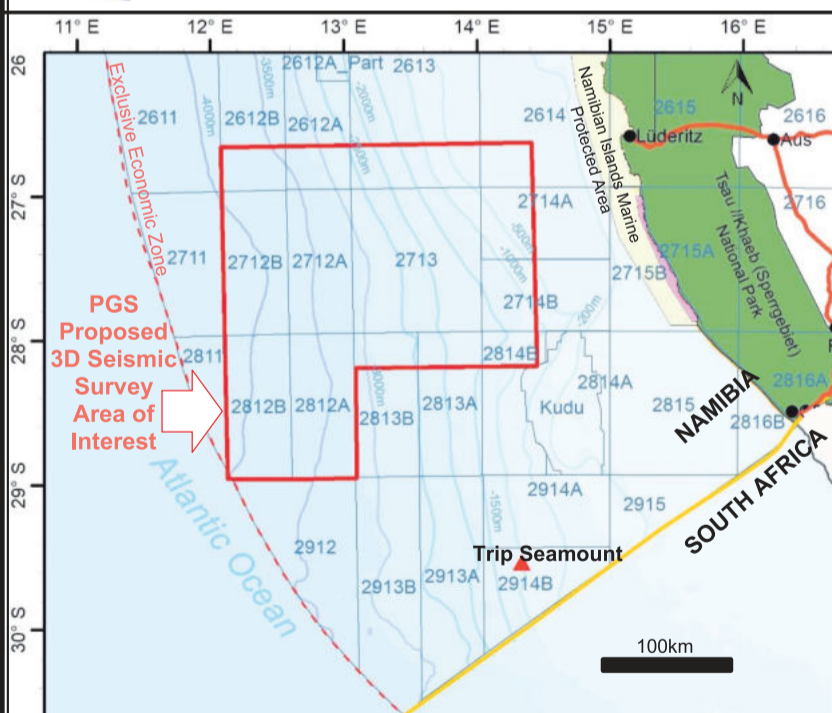 11° E 12° E 13° E 14° E 15° E 16° E
26
27° S
28° S
29° S
30° S
Exclusive Economic Zone
2611
-4000m
2612B
-3500m
2612A_Part
2612A
2613
-2000m
2614
Namibian Islands Marine
Protected Area
2615
N
2616
Lüderitz
Aus
2711
2712B
2712A
2713
2714A
-500m
-1000m
2714B
2715B
2715A
2716
Tsau //Khaeb (Sperrgebiet)
National Park
-200m
PGS
Proposed
3D Seismic
Survey
Area of
Interest
2811
2812B
2812A
2813B
2813A
2814B
2814A
Kudu
2815
2816B
2816A
NAMIBIA
SOUTH AFRICA
Atlantic Ocean
2912
2913B
2913A
-1500m
2914A
2915
Trip Seamount
2914B
100km